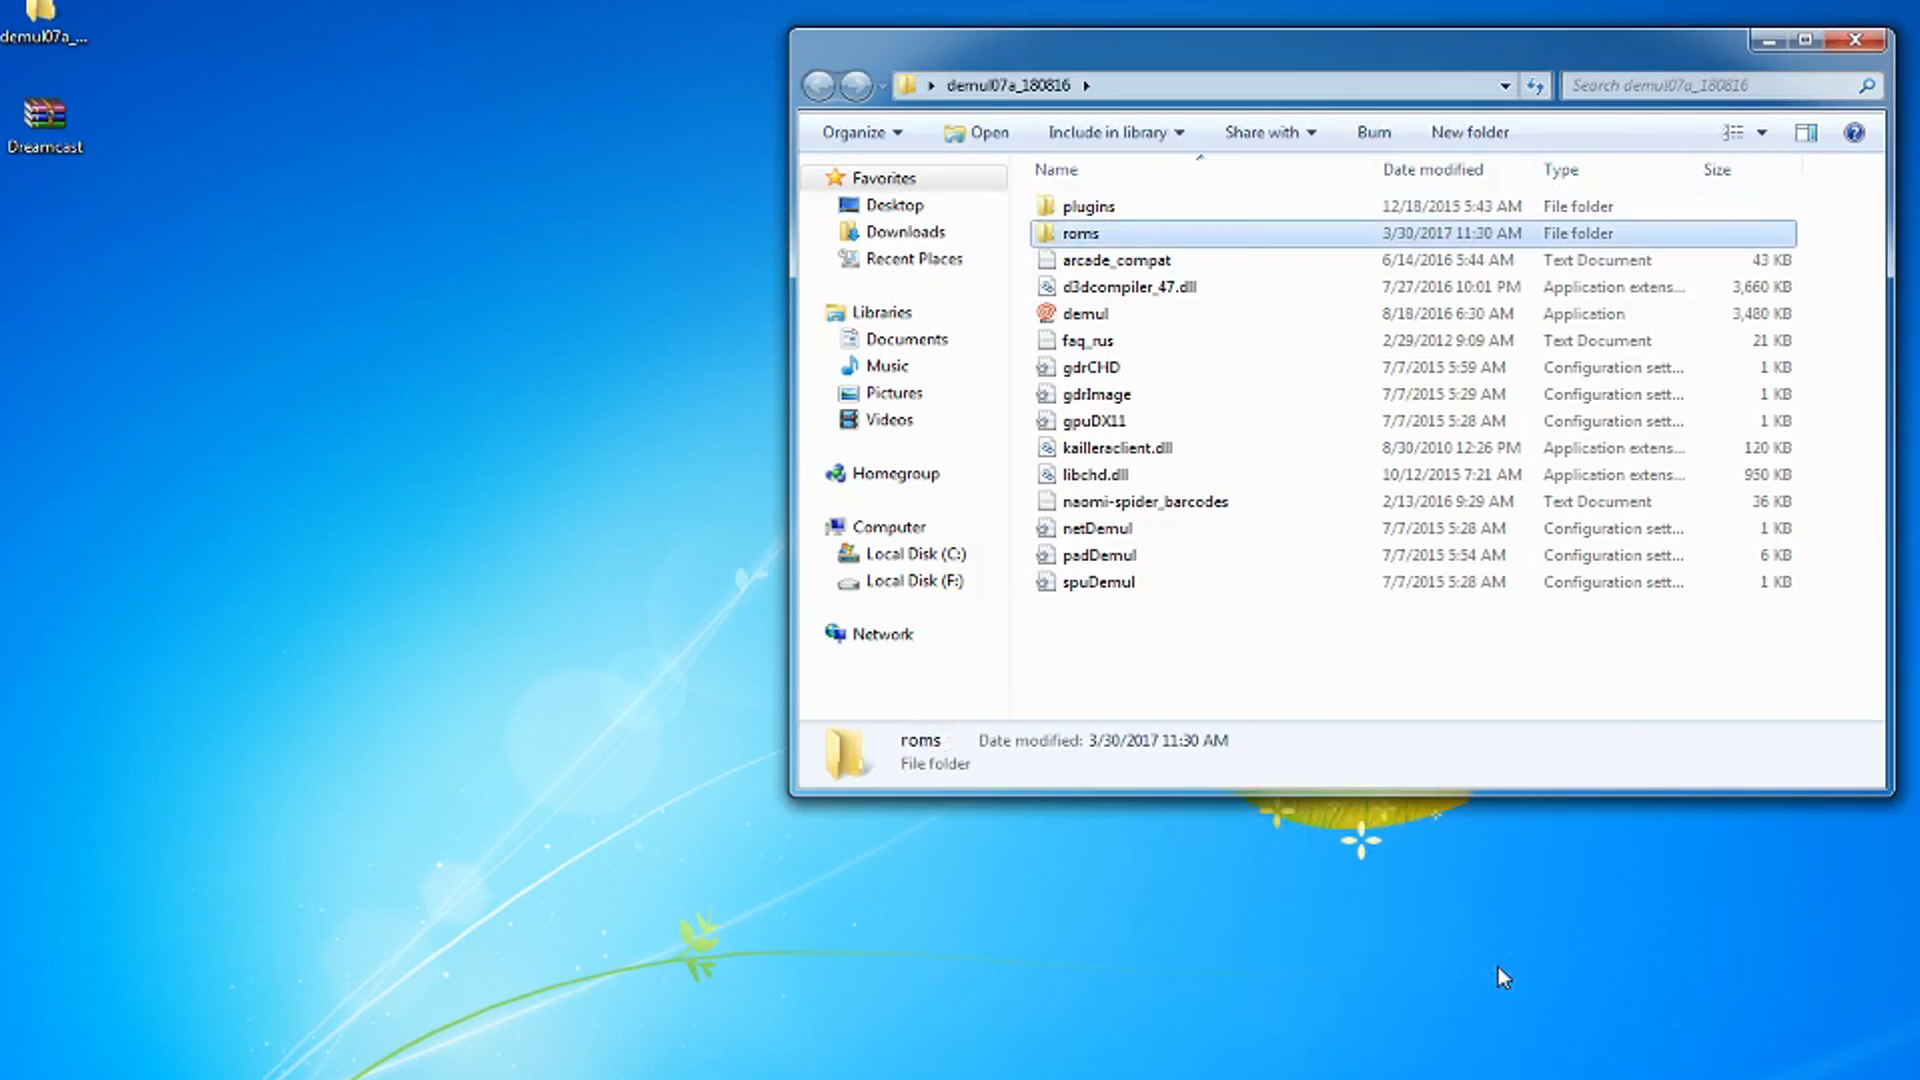 demul07a_...
Dreamcast
demul07a_180816
Search demul07a_180816
Organize Open Include in library Share with Burn New folder
Name Date modified Type Size
Favorites
Desktop
Downloads
Recent Places
Libraries
Documents
Music
Pictures
Videos
Homegroup
Computer
Local Disk (C:)
Local Disk (F:)
Network
plugins 12/18/2015 5:43 AM File folder
roms 3/30/2017 11:30 AM File folder
arcade_compat 6/14/2016 5:44 AM Text Document 43 KB
d3dcompiler_47.dll 7/27/2016 10:01 PM Application extens... 3,660 KB
demul 8/18/2016 6:30 AM Application 3,480 KB
faq_rus 2/29/2012 9:09 AM Text Document 21 KB
gdrCHD 7/7/2015 5:59 AM Configuration sett... 1 KB
gdrImage 7/7/2015 5:29 AM Configuration sett... 1 KB
gpuDX11 7/7/2015 5:28 AM Configuration sett... 1 KB
kailleraclient.dll 8/30/2010 12:26 PM Application extens... 120 KB
libchd.dll 10/12/2015 7:21 AM Application extens... 950 KB
naomi-spider_barcodes 2/13/2016 9:29 AM Text Document 36 KB
netDemul 7/7/2015 5:28 AM Configuration sett... 1 KB
padDemul 7/7/2015 5:54 AM Configuration sett... 6 KB
spuDemul 7/7/2015 5:28 AM Configuration sett... 1 KB
roms Date modified: 3/30/2017 11:30 AM
File folder